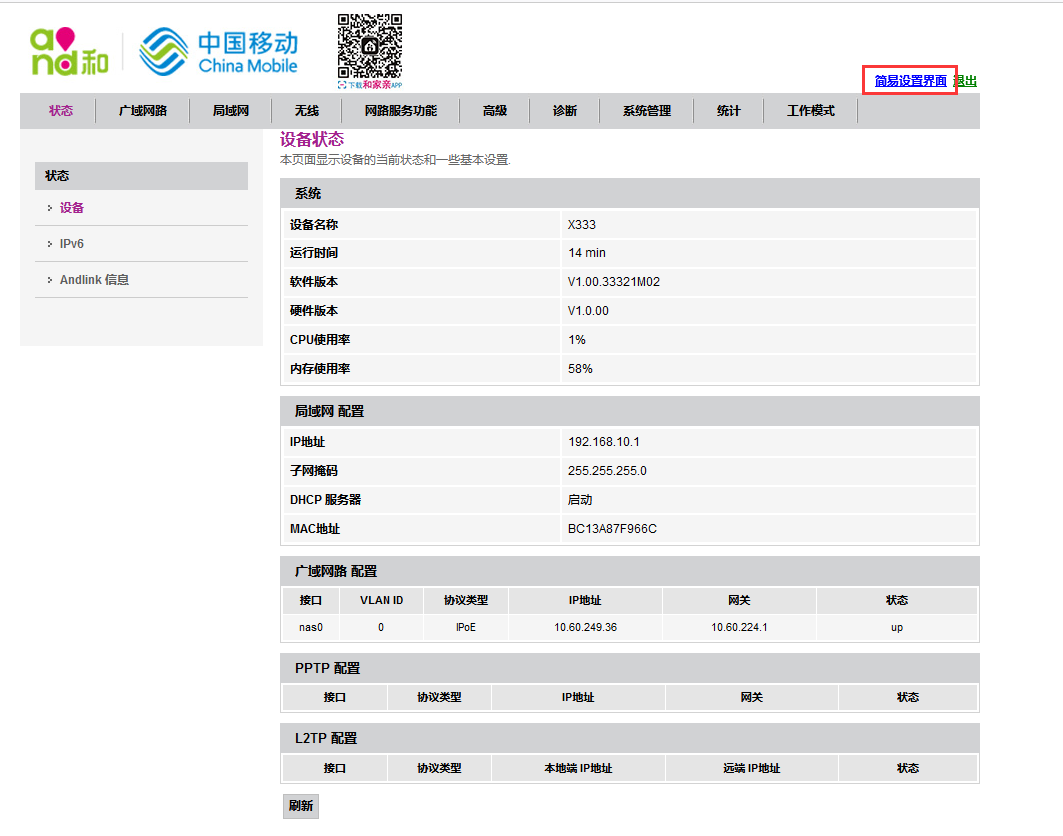 and和
中国移动
China Mobile
下载和家亲APP
简易设置界面 退出
状态 广域网路 局域网 无线 网路服务功能 高级 诊断 系统管理 统计 工作模式
状态
设备
IPv6
Andlink 信息
设备状态
本页面显示设备的当前状态和一些基本设置.
系统
设备名称 X333
运行时间 14 min
软件版本 V1.00.33321M02
硬件版本 V1.0.00
CPU使用率 1%
内存使用率 58%
局域网 配置
IP地址 192.168.10.1
子网掩码 255.255.255.0
DHCP 服务器 启动
MAC地址 BC13A87F966C
广域网路 配置
接口 VLAN ID 协议类型 IP地址 网关 状态
nas0 0 IPoE 10.60.249.36 10.60.224.1 up
PPTP 配置
接口 协议类型 IP地址 网关 状态
L2TP 配置
接口 协议类型 本地端 IP地址 远端 IP地址 状态
刷新